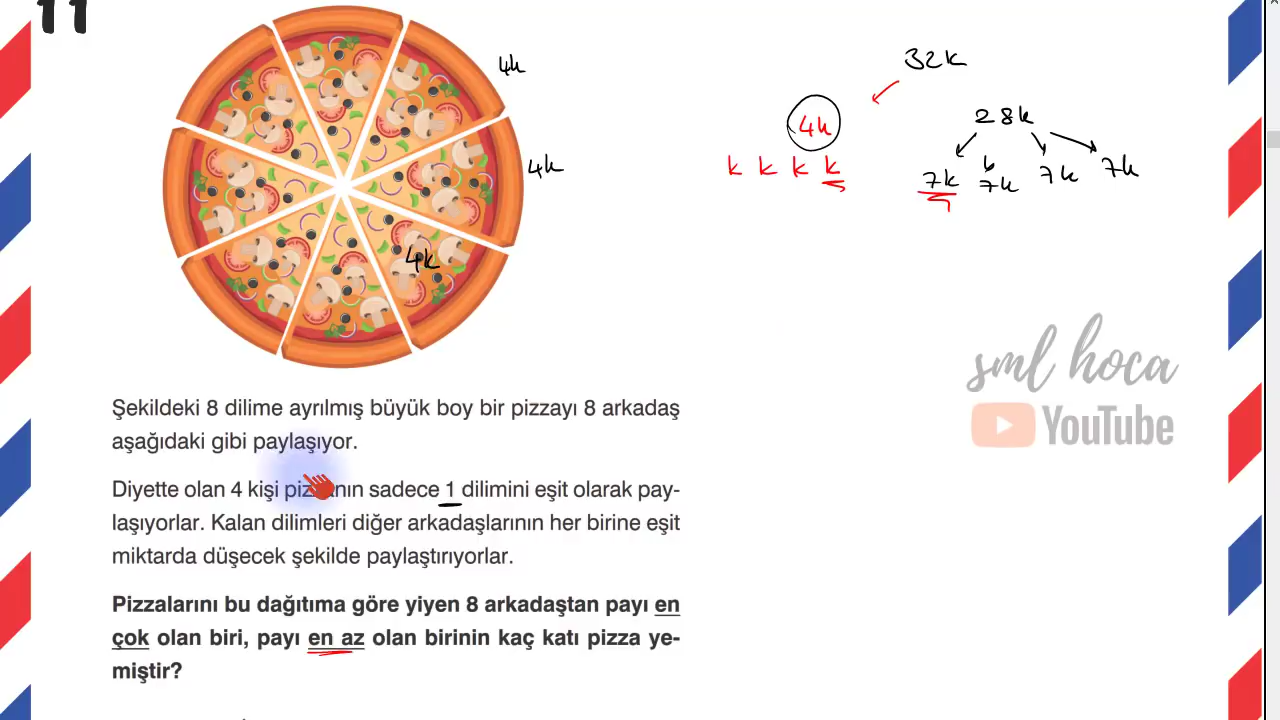 11
4k
4k
4k
32k
4k
28k
k k k k
7k 7k 7k 7k
sml hoca
YouTube
Şekildeki 8 dilime ayrılmış büyük boy bir pizzayı 8 arkadaş
aşağıdaki gibi paylaşıyor.
Diyette olan 4 kişi pizzanın sadece 1 dilimini eşit olarak pay-
laşıyorlar. Kalan dilimleri diğer arkadaşlarının her birine eşit
miktarda düşecek şekilde paylaştırıyorlar.
Pizzalarını bu dağıtıma göre yiyen 8 arkadaştan payı en
çok olan biri, payı en az olan birinin kaç katı pizza ye-
miştir?